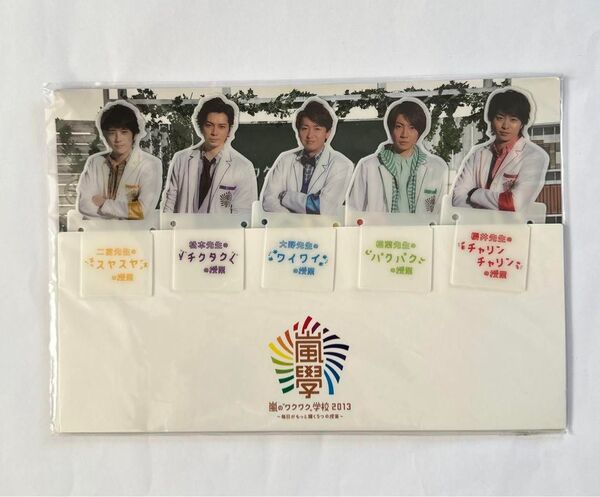 二宮先生の
スヤスヤ
の授業
松本先生の
チクタク
の授業
大野先生の
ワイワイ
の授業
相葉先生の
パクパク
の授業
櫻井先生の
チャリン
チャリン
の授業
嵐
學
嵐の"ワクワク"学校 2013
~毎日がもっと輝く5つの授業~